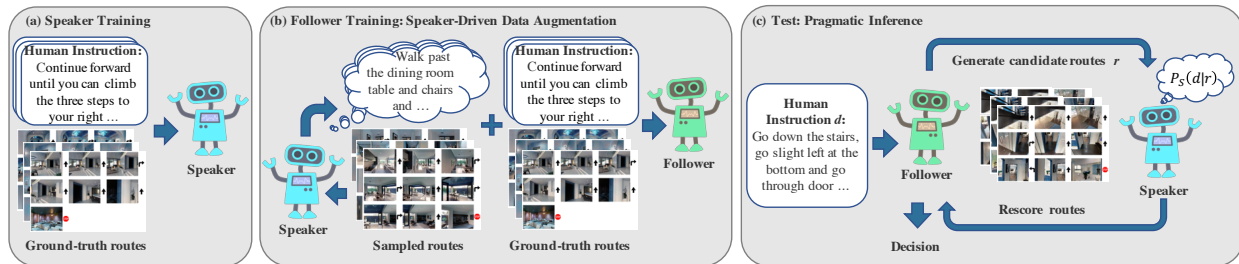 (a) Speaker Training
Human Instruction:
Continue forward
until you can climb
the three steps to
your right …
Speaker
Ground-truth routes
(b) Follower Training: Speaker-Driven Data Augmentation
Walk past
the dining room
table and chairs
and …
Speaker
Sampled routes
Human Instruction:
Continue forward
until you can climb
the three steps to
your right …
Ground-truth routes
Follower
(c) Test: Pragmatic Inference
Human
Instruction d:
Go down the stairs,
go slight left at the
bottom and go
through door …
Generate candidate routes r
P_S(d|r)
Follower
Speaker
Rescore routes
Decision